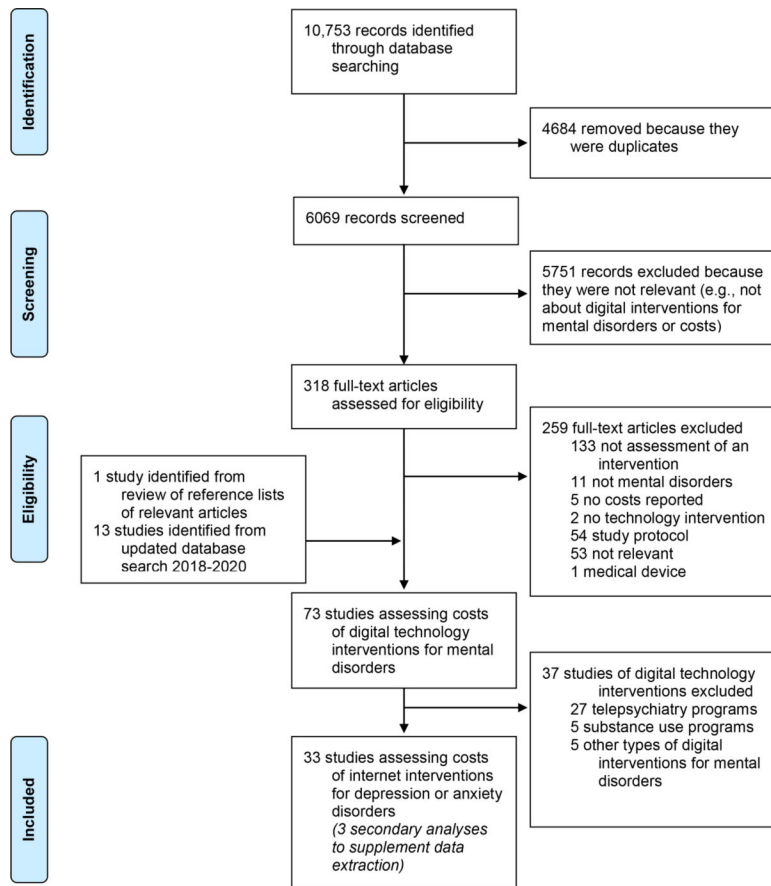 Identification
10,753 records identified
through database
searching
4684 removed because they
were duplicates
Screening
6069 records screened
5751 records excluded because
they were not relevant (e.g., not
about digital interventions for
mental disorders or costs)
Eligibility
318 full-text articles
assessed for eligibility
259 full-text articles excluded
133 not assessment of an
intervention
11 not mental disorders
5 no costs reported
2 no technology intervention
54 study protocol
53 not relevant
1 medical device
1 study identified from
review of reference lists
of relevant articles
13 studies identified from
updated database
search 2018-2020
73 studies assessing costs
of digital technology
interventions for mental
disorders
37 studies of digital technology
interventions excluded
27 telepsychiatry programs
5 substance use programs
5 other types of digital
interventions for mental
disorders
Included
33 studies assessing costs
of internet interventions
for depression or anxiety
disorders
(3 secondary analyses
to supplement data
extraction)